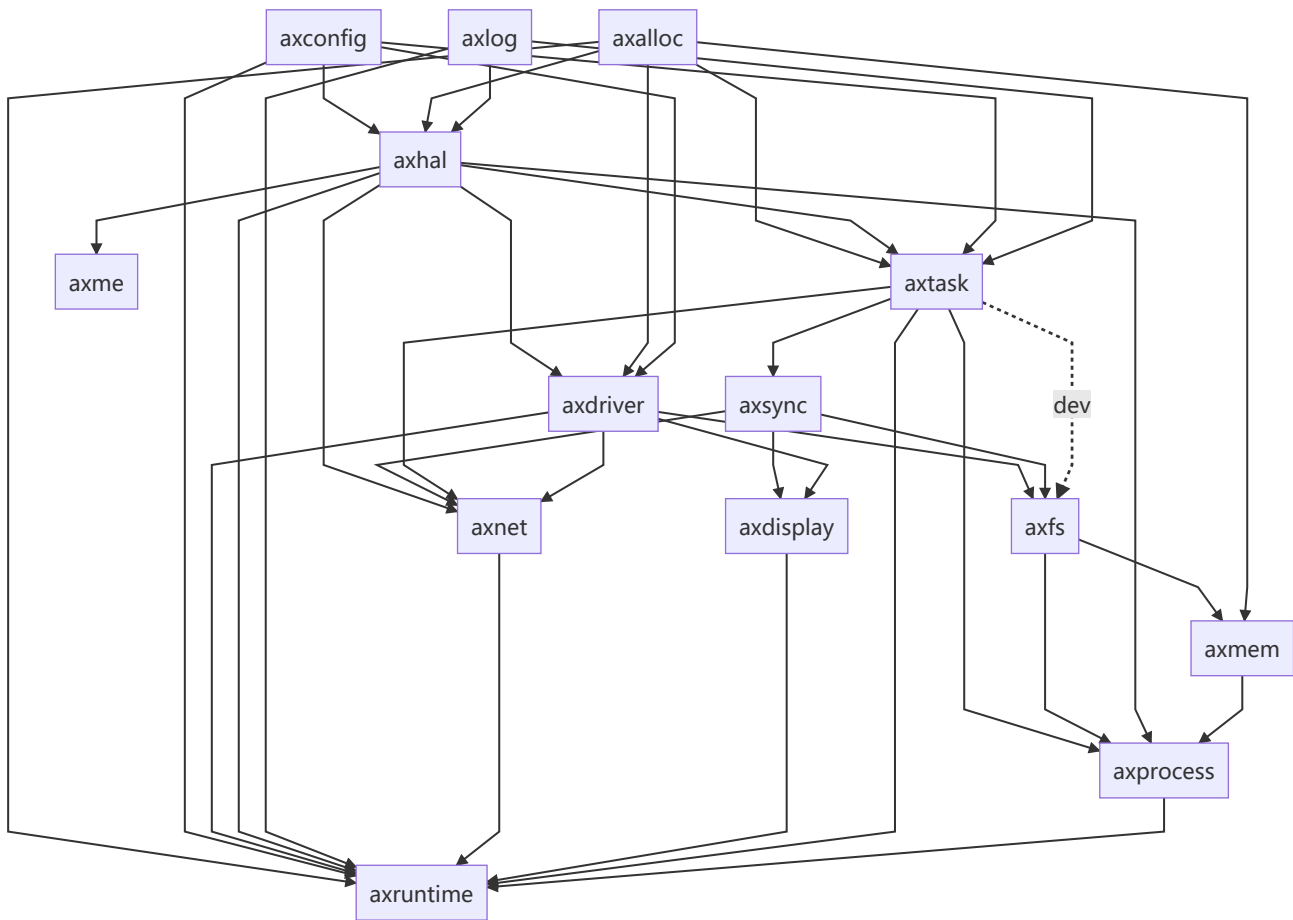 axconfig
axlog
axalloc
axhal
axme
axtask
axdriver
axsync
dev
axnet
axdisplay
axfs
axmem
axprocess
axruntime